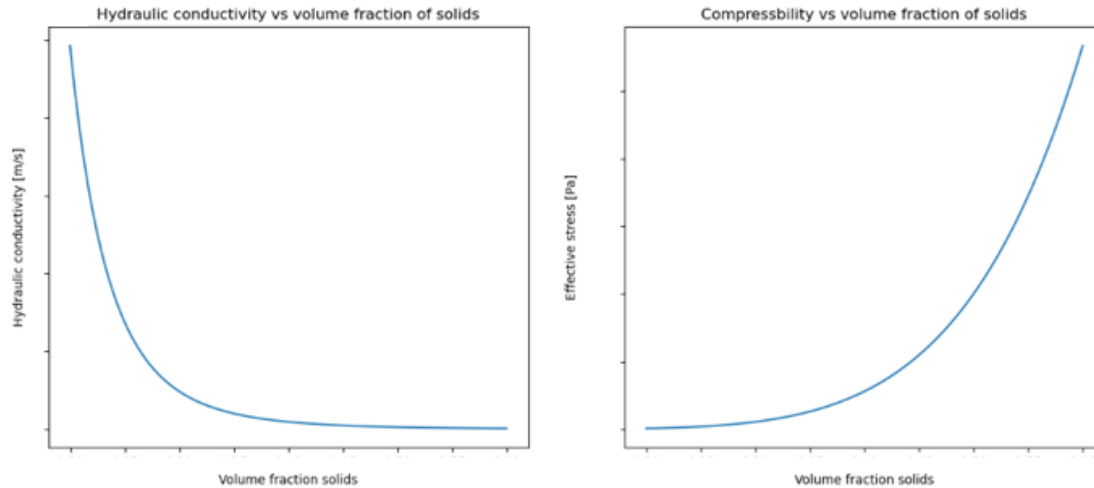 Hydraulic conductivity vs volume fraction of solids
Hydraulic conductivity [m/s]
Volume fraction solids
Compressbility vs volume fraction of solids
Effective stress [Pa]
Volume fraction solids